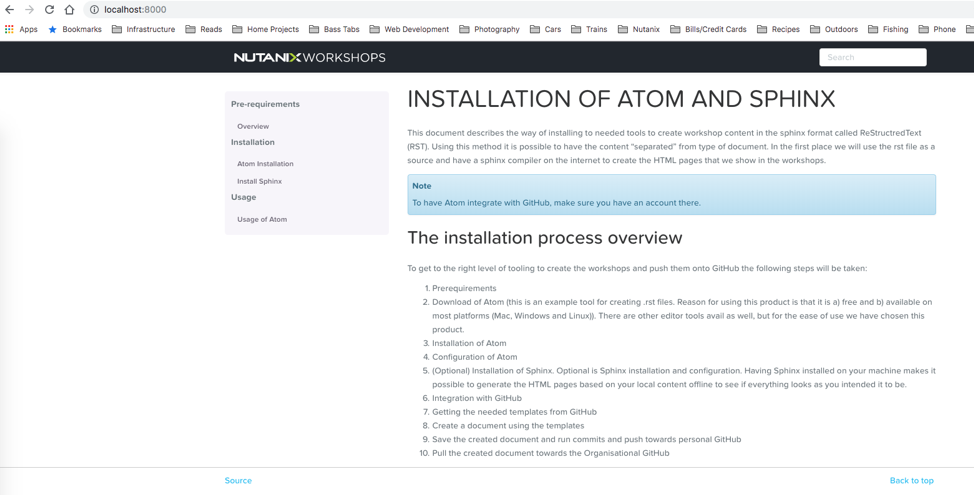 localhost:8000
Apps Bookmarks Infrastructure Reads Home Projects Bass Tabs Web Development Photography Cars Trains Nutanix Bills/Credit Cards Recipes Outdoors Fishing Phone
NUTANIX WORKSHOPS
Search
Pre-requirements
Overview
Installation
Atom Installation
Install Sphinx
Usage
Usage of Atom
INSTALLATION OF ATOM AND SPHINX
This document describes the way of installing to needed tools to create workshop content in the sphinx format called ReStructredText
(RST). Using this method it is possible to have the content “separated” from type of document. In the first place we will use the rst file as a
source and have a sphinx compiler on the internet to create the HTML pages that we show in the workshops.
Note
To have Atom integrate with GitHub, make sure you have an account there.
The installation process overview
To get to the right level of tooling to create the workshops and push them onto GitHub the following steps will be taken:
1. Prerequirements
2. Download of Atom (this is an example tool for creating .rst files. Reason for using this product is that it is a) free and b) available on
most platforms (Mac, Windows and Linux)). There are other editor tools avail as well, but for the ease of use we have chosen this
product.
3. Installation of Atom
4. Configuration of Atom
5. (Optional) Installation of Sphinx. Optional is Sphinx installation and configuration. Having Sphinx installed on your machine makes it
possible to generate the HTML pages based on your local content offline to see if everything looks as you intended it to be.
6. Integration with GitHub
7. Getting the needed templates from GitHub
8. Create a document using the templates
9. Save the created document and run commits and push towards personal GitHub
10. Pull the created document towards the Organisational GitHub
Source
Back to top